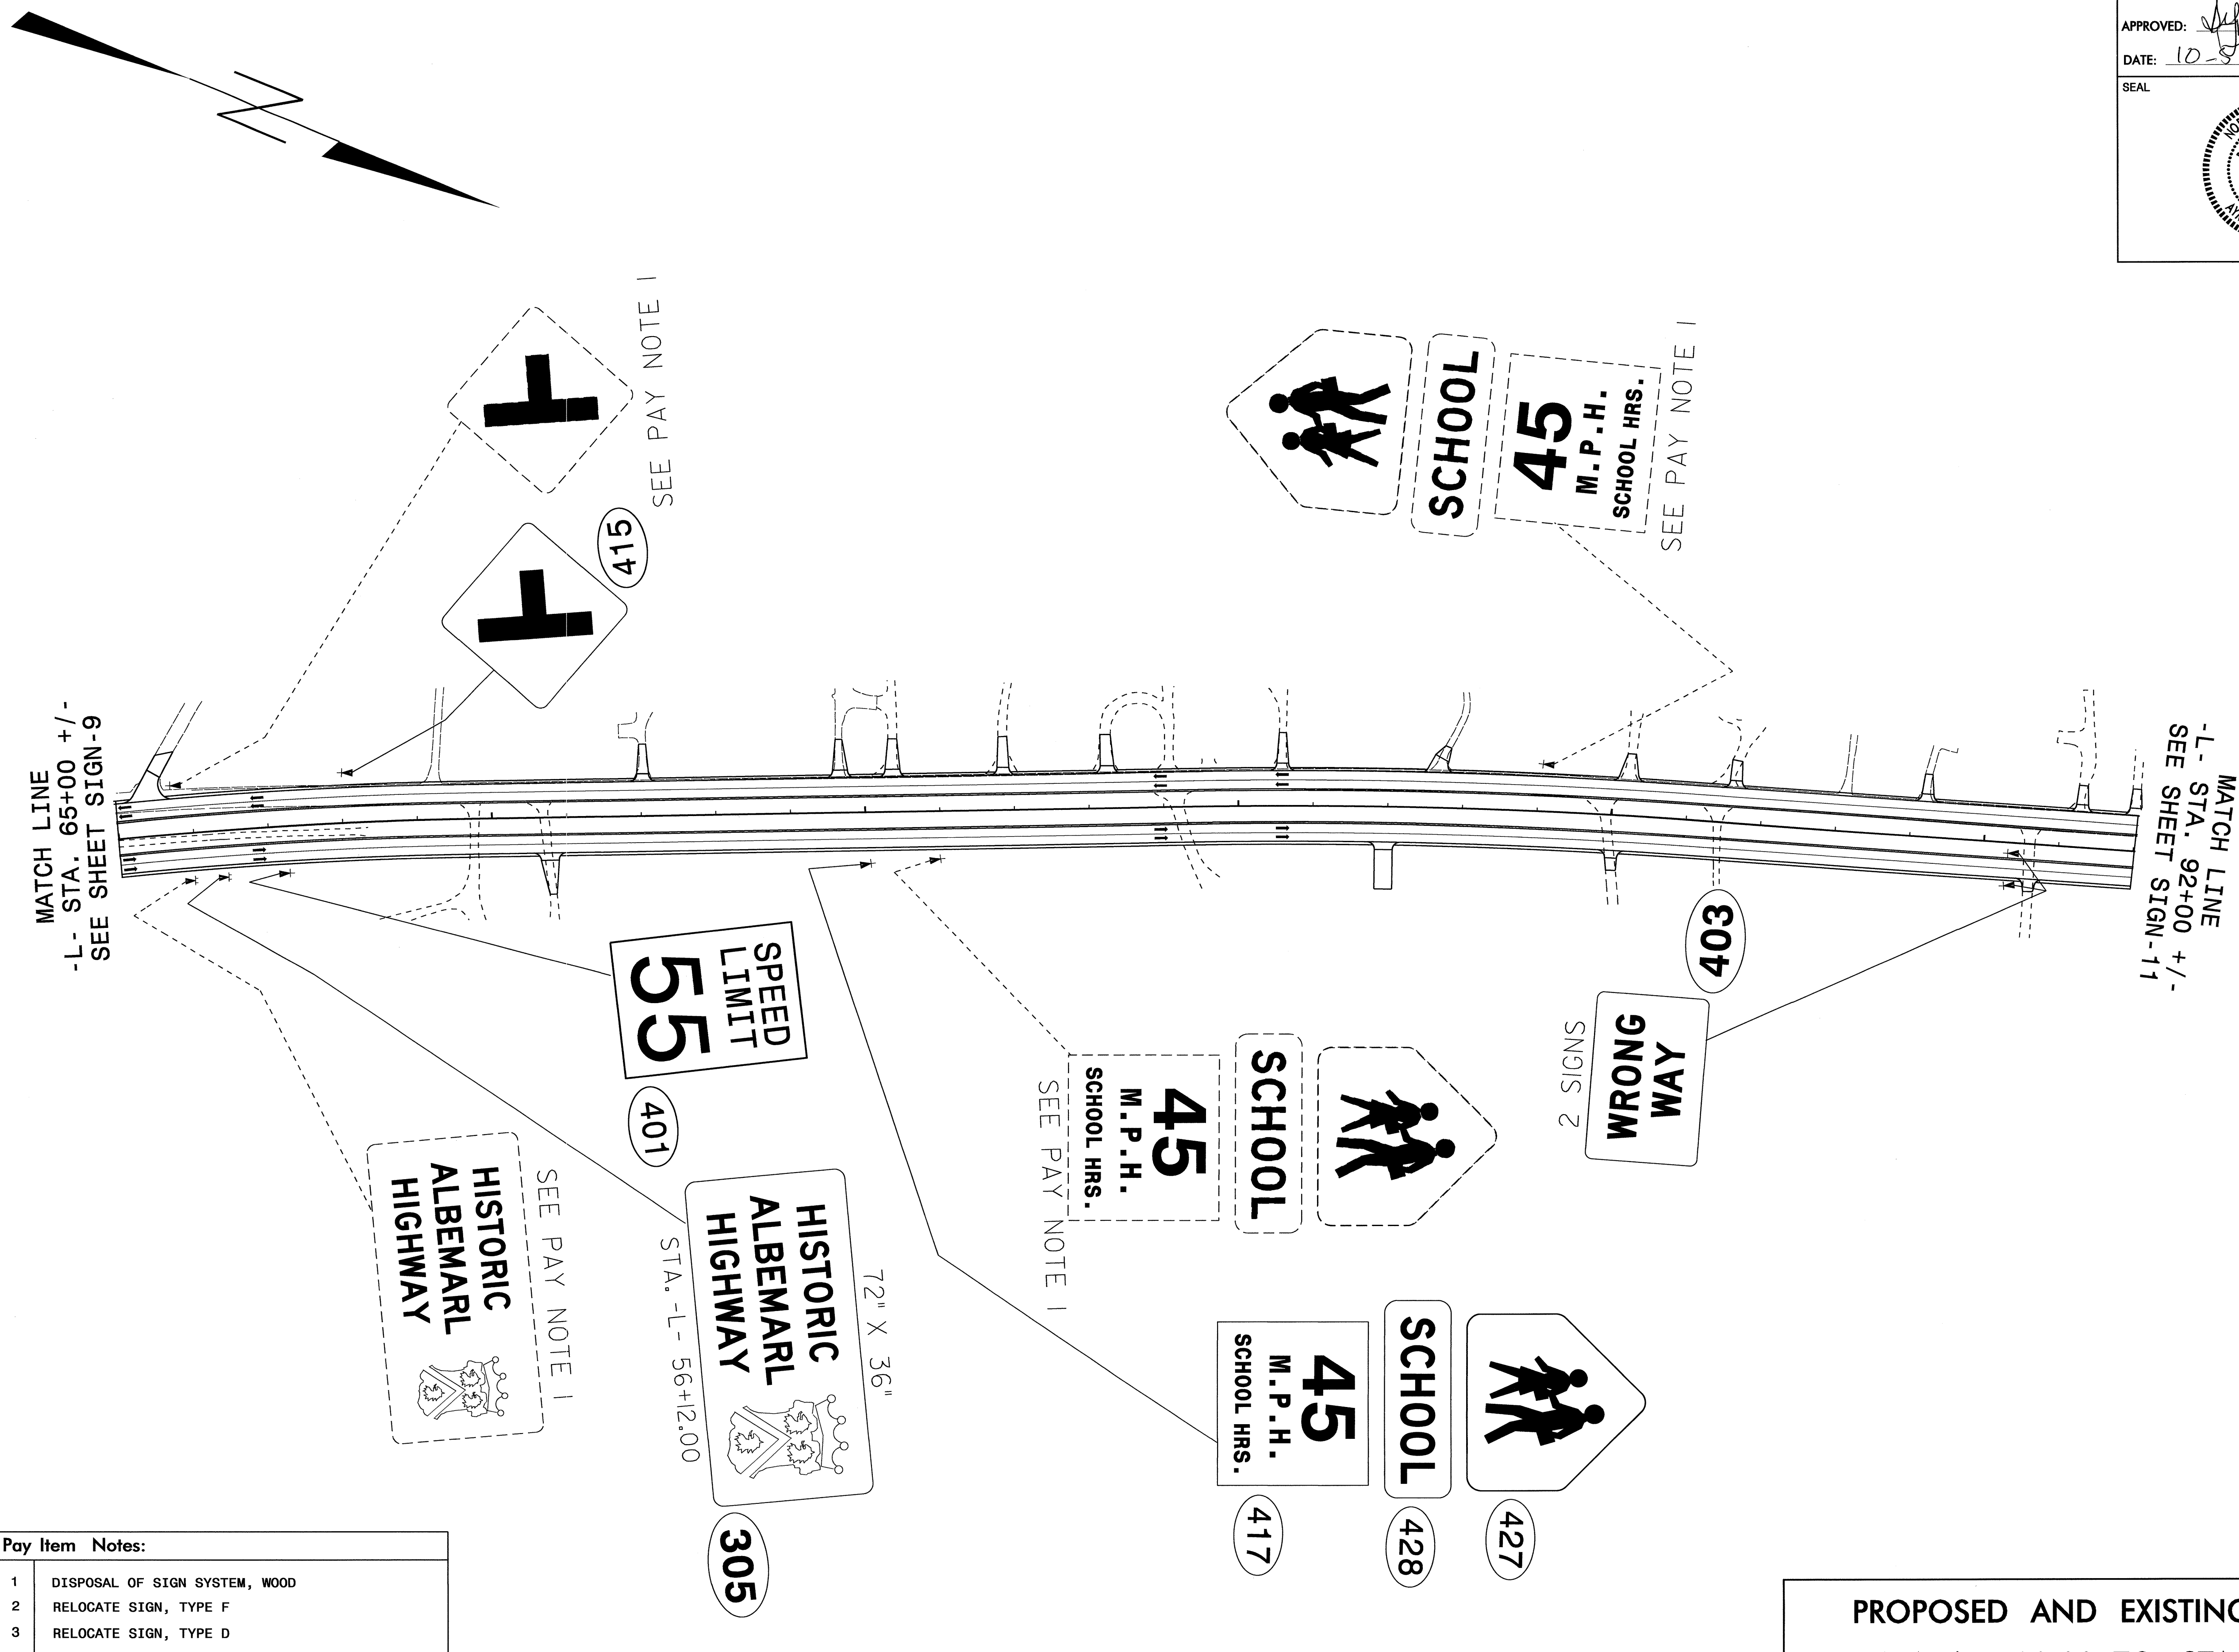 APPROVED:
DATE: 10-5
SEAL
SEE PAY NOTE 1
415
SCHOOL
45
M.P.H.
SCHOOL HRS.
SEE PAY NOTE 1
MATCH LINE
-L- STA. 65+00 +/-
SEE SHEET SIGN-9
MATCH LINE
-L- STA. 92+00 +/-
SEE SHEET SIGN-11
SPEED
LIMIT
55
401
403
WRONG
WAY
2 SIGNS
HISTORIC
ALBEMARL
HIGHWAY
SEE PAY NOTE 1
72" X 36"
HISTORIC
ALBEMARL
HIGHWAY
STA. -L- 56+12.00
305
SCHOOL
45
M.P.H.
SCHOOL HRS.
SEE PAY NOTE 1
SCHOOL
45
M.P.H.
SCHOOL HRS.
417
428
427
Pay Item Notes:
1 DISPOSAL OF SIGN SYSTEM, WOOD
2 RELOCATE SIGN, TYPE F
3 RELOCATE SIGN, TYPE D
PROPOSED AND EXISTING